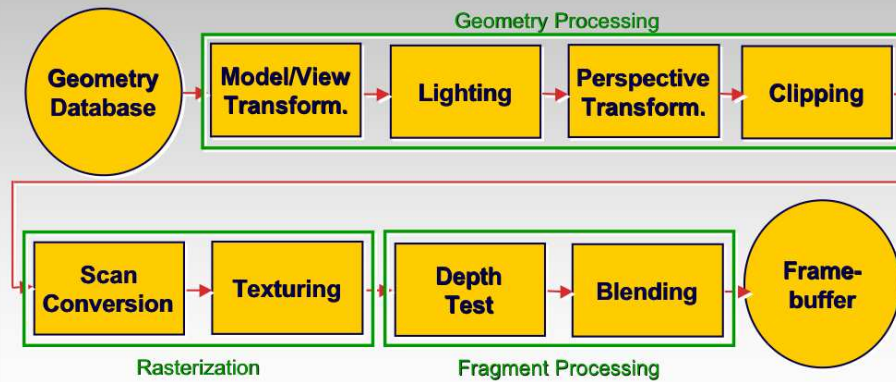 Geometry Processing
Geometry
Database
Model/View
Transform.
Lighting
Perspective
Transform.
Clipping
Scan
Conversion
Texturing
Depth
Test
Blending
Frame-
buffer
Rasterization
Fragment Processing